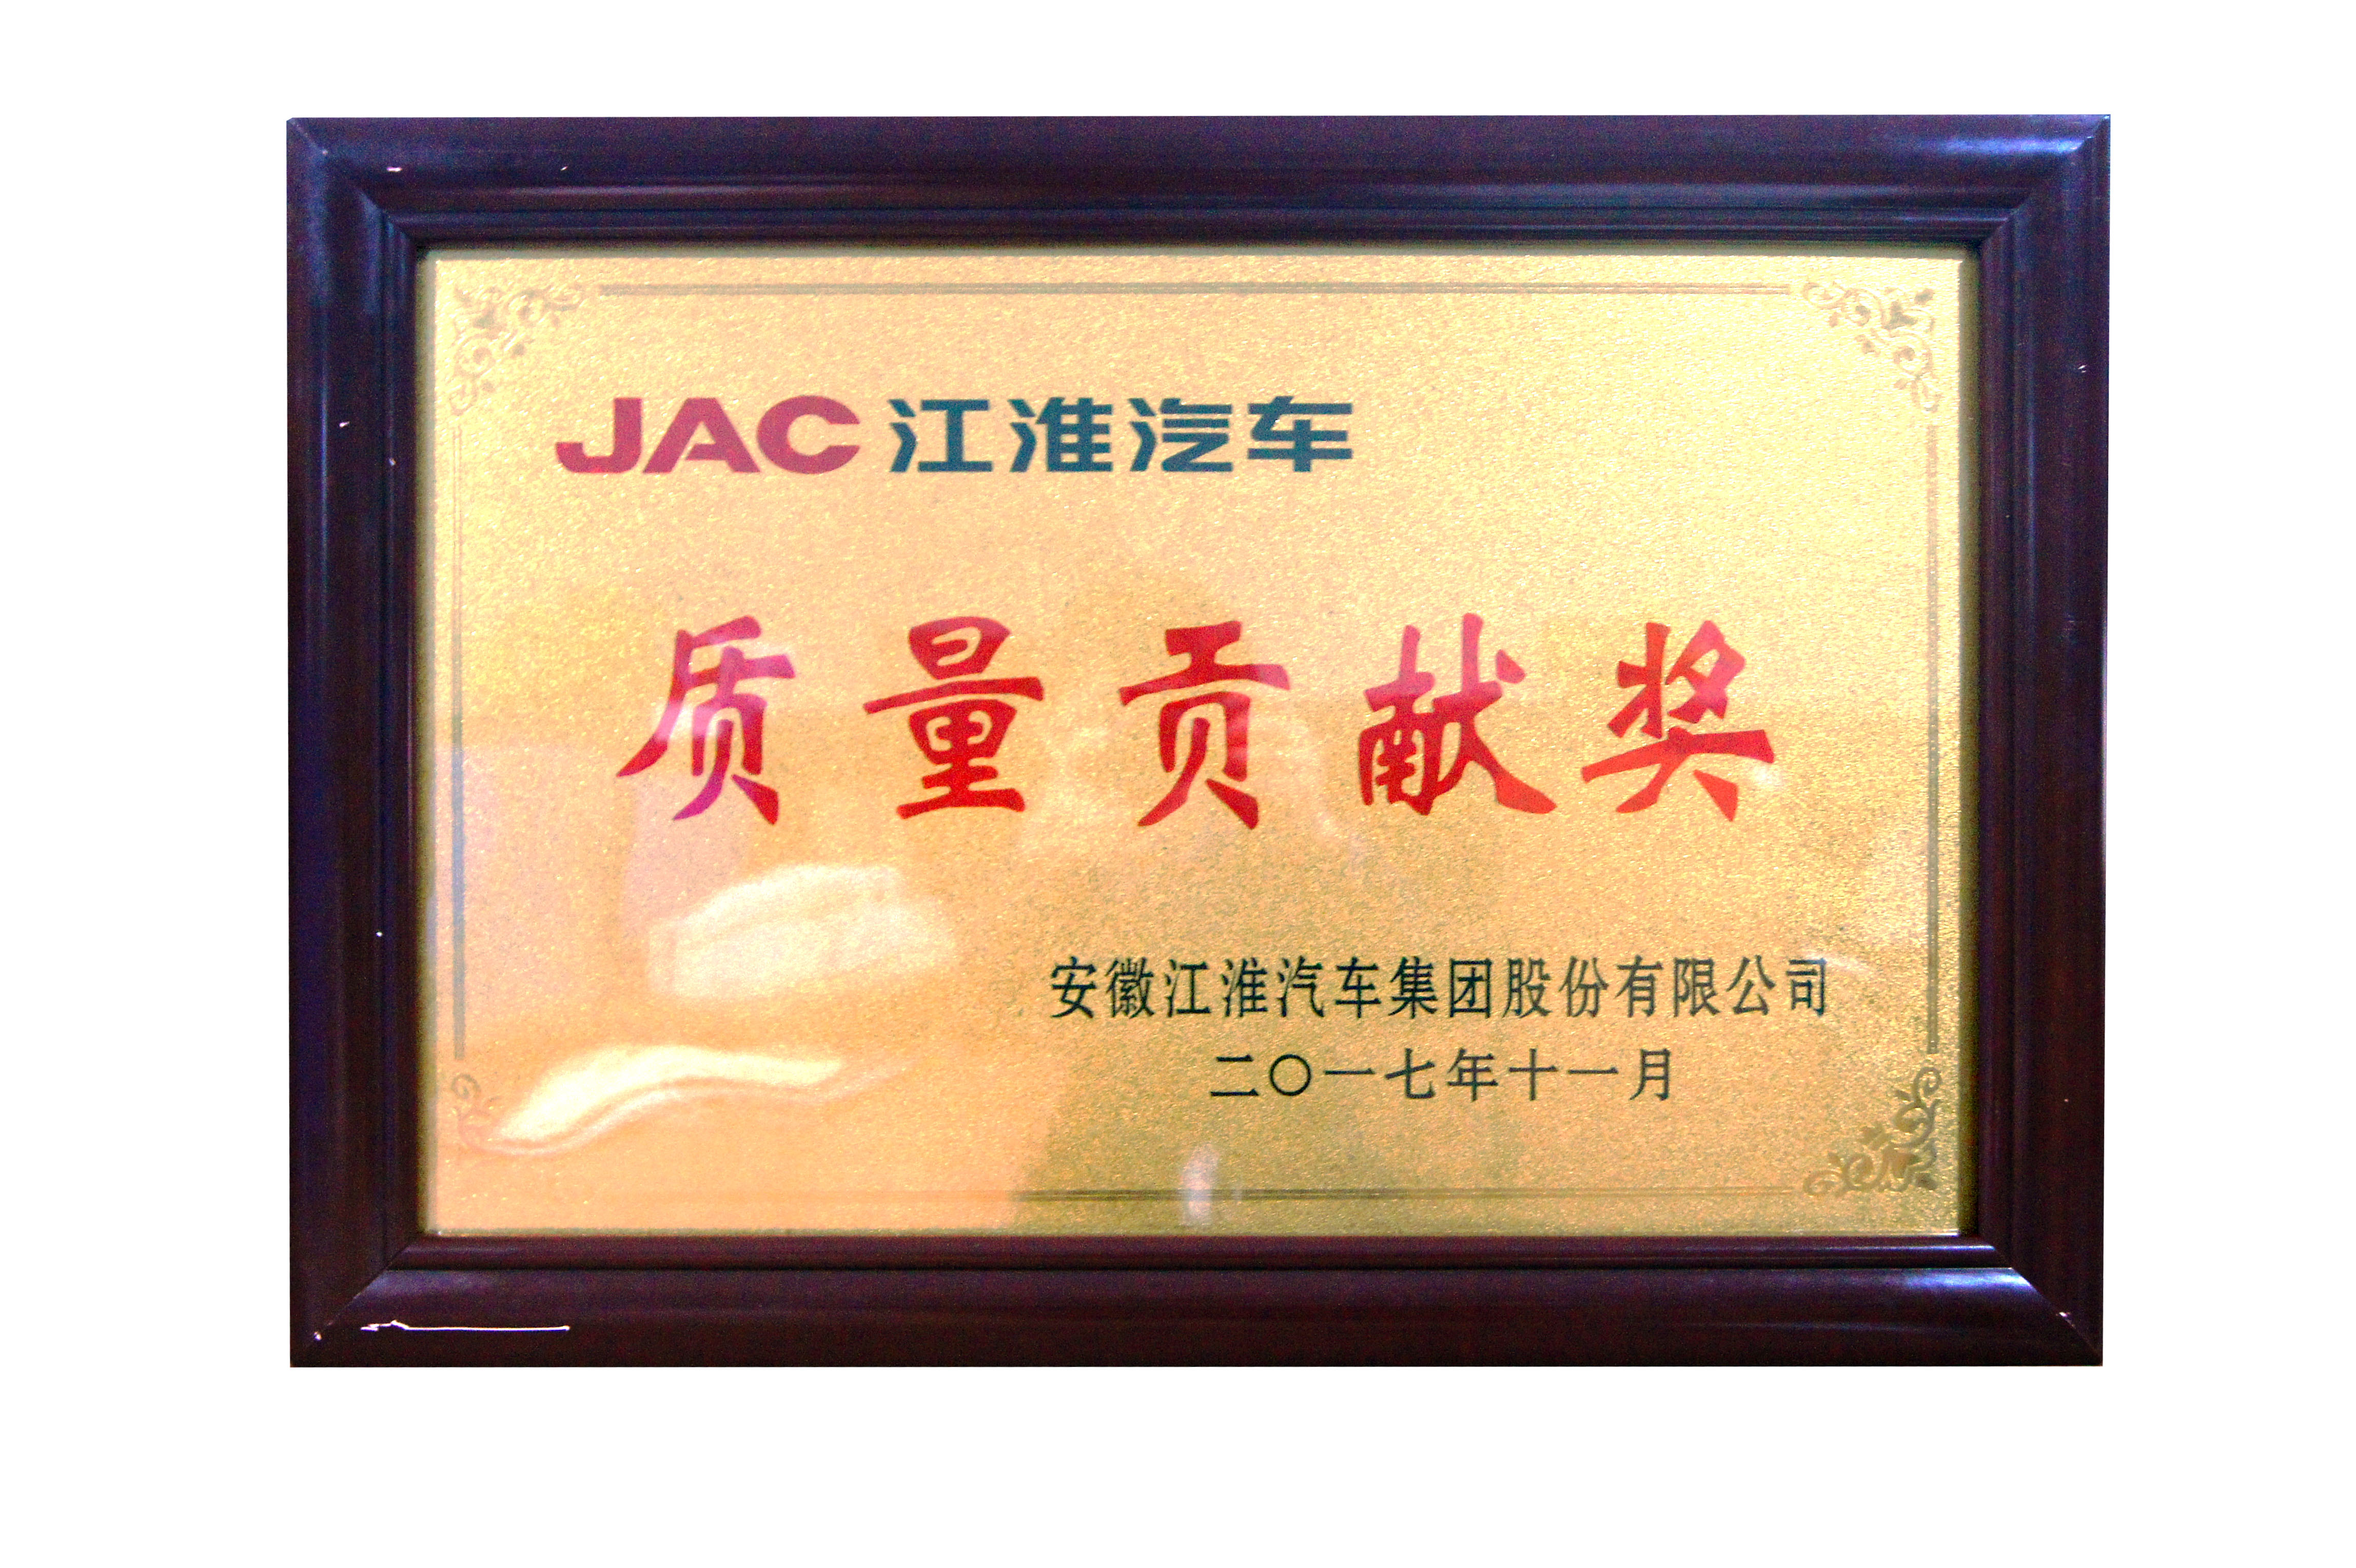 JAC 江淮汽车
质量贡献奖
安徽江淮汽车集团股份有限公司
二〇一七年十一月